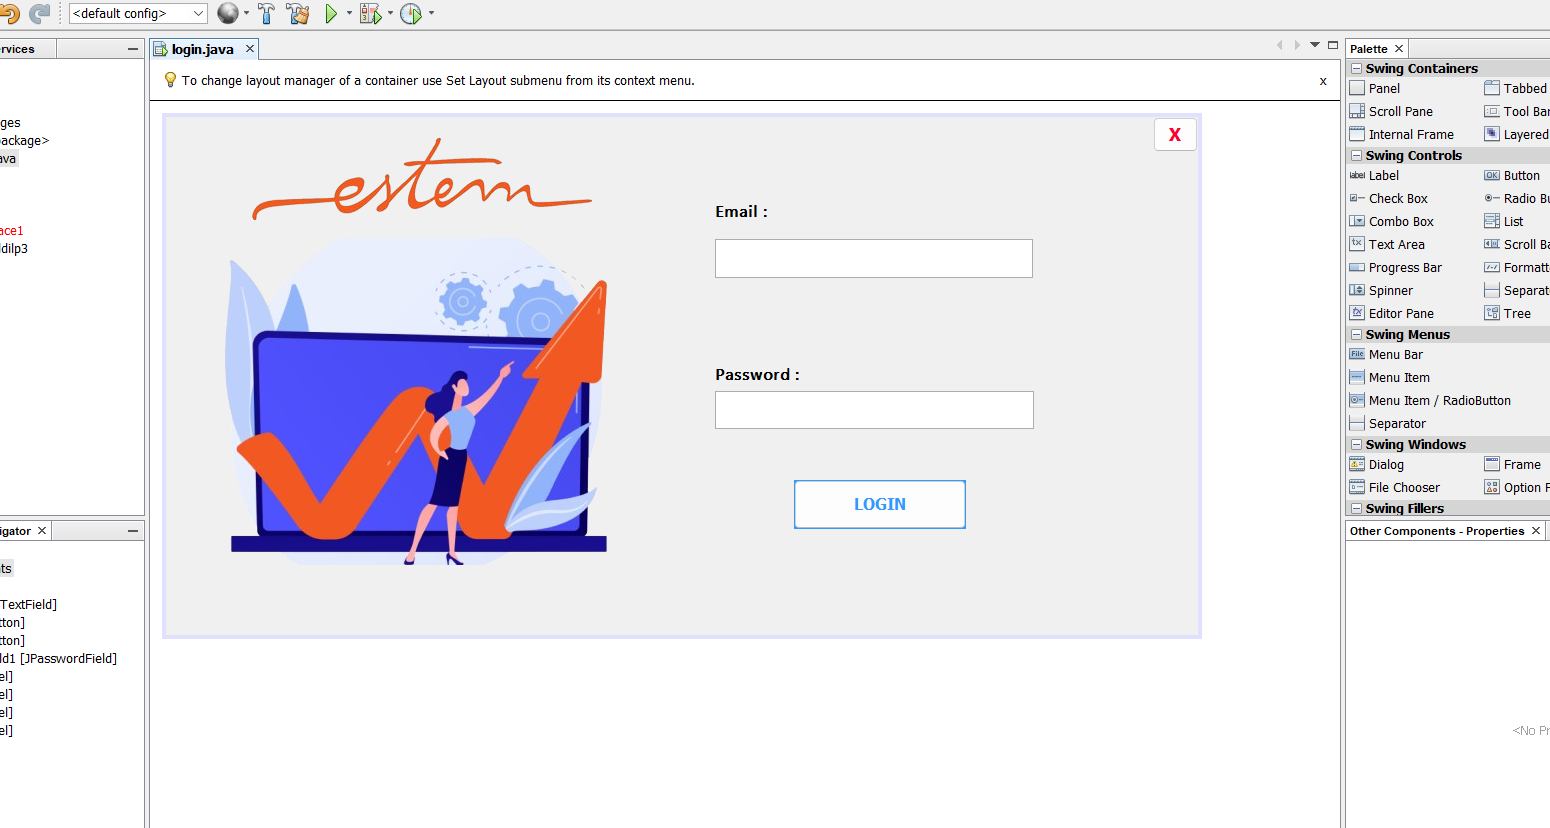 <default config>
rvices
login.java
To change layout manager of a container use Set Layout submenu from its context menu.
x
ges
ackage>
ava
ace1
dilp3
igator
ts
TextField]
tton]
tton]
ld1 [JPasswordField]
el]
el]
el]
el]
estem
X
Email :
Password :
LOGIN
Palette
Swing Containers
Panel
Tabbed
Scroll Pane
Tool Bar
Internal Frame
Layered
Swing Controls
label Label
OK Button
Check Box
Radio Bu
Combo Box
List
Text Area
Scroll Ba
Progress Bar
Formatt
Spinner
Separat
Editor Pane
Tree
Swing Menus
File Menu Bar
Menu Item
Menu Item / RadioButton
Separator
Swing Windows
Dialog
Frame
File Chooser
Option P
Swing Fillers
Other Components - Properties
<No Pr